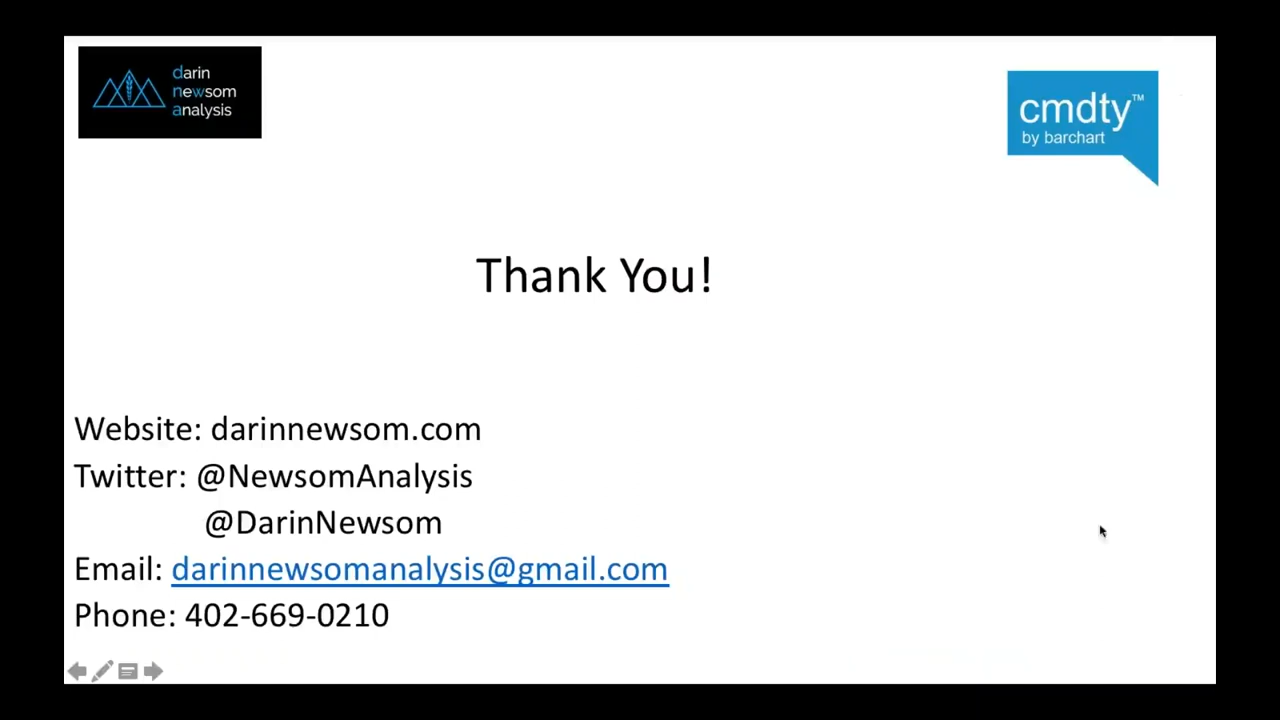 darin
newsom
analysis
cmdty™
by barchart
Thank You!
Website: darinnewsom.com
Twitter: @NewsomAnalysis
@DarinNewsom
Email: darinnewsomanalysis@gmail.com
Phone: 402-669-0210